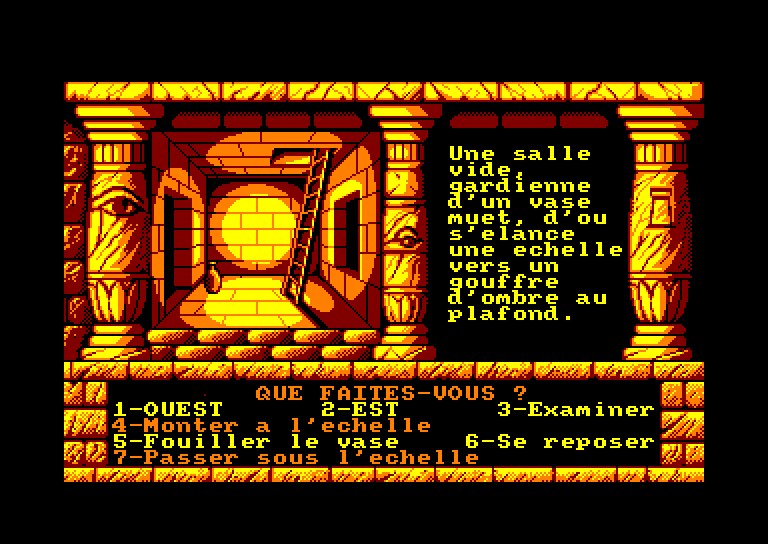 Une salle
vide,
gardienne
d'un vase
muet, d'ou
s'elance
une echelle
vers un
gouffre
d'ombre au
plafond.
QUE FAITES-VOUS ?
1-OUEST 2-EST 3-Examiner
4-Monter a l'echelle
5-Fouiller le vase 6-Se reposer
7-Passer sous l'echelle